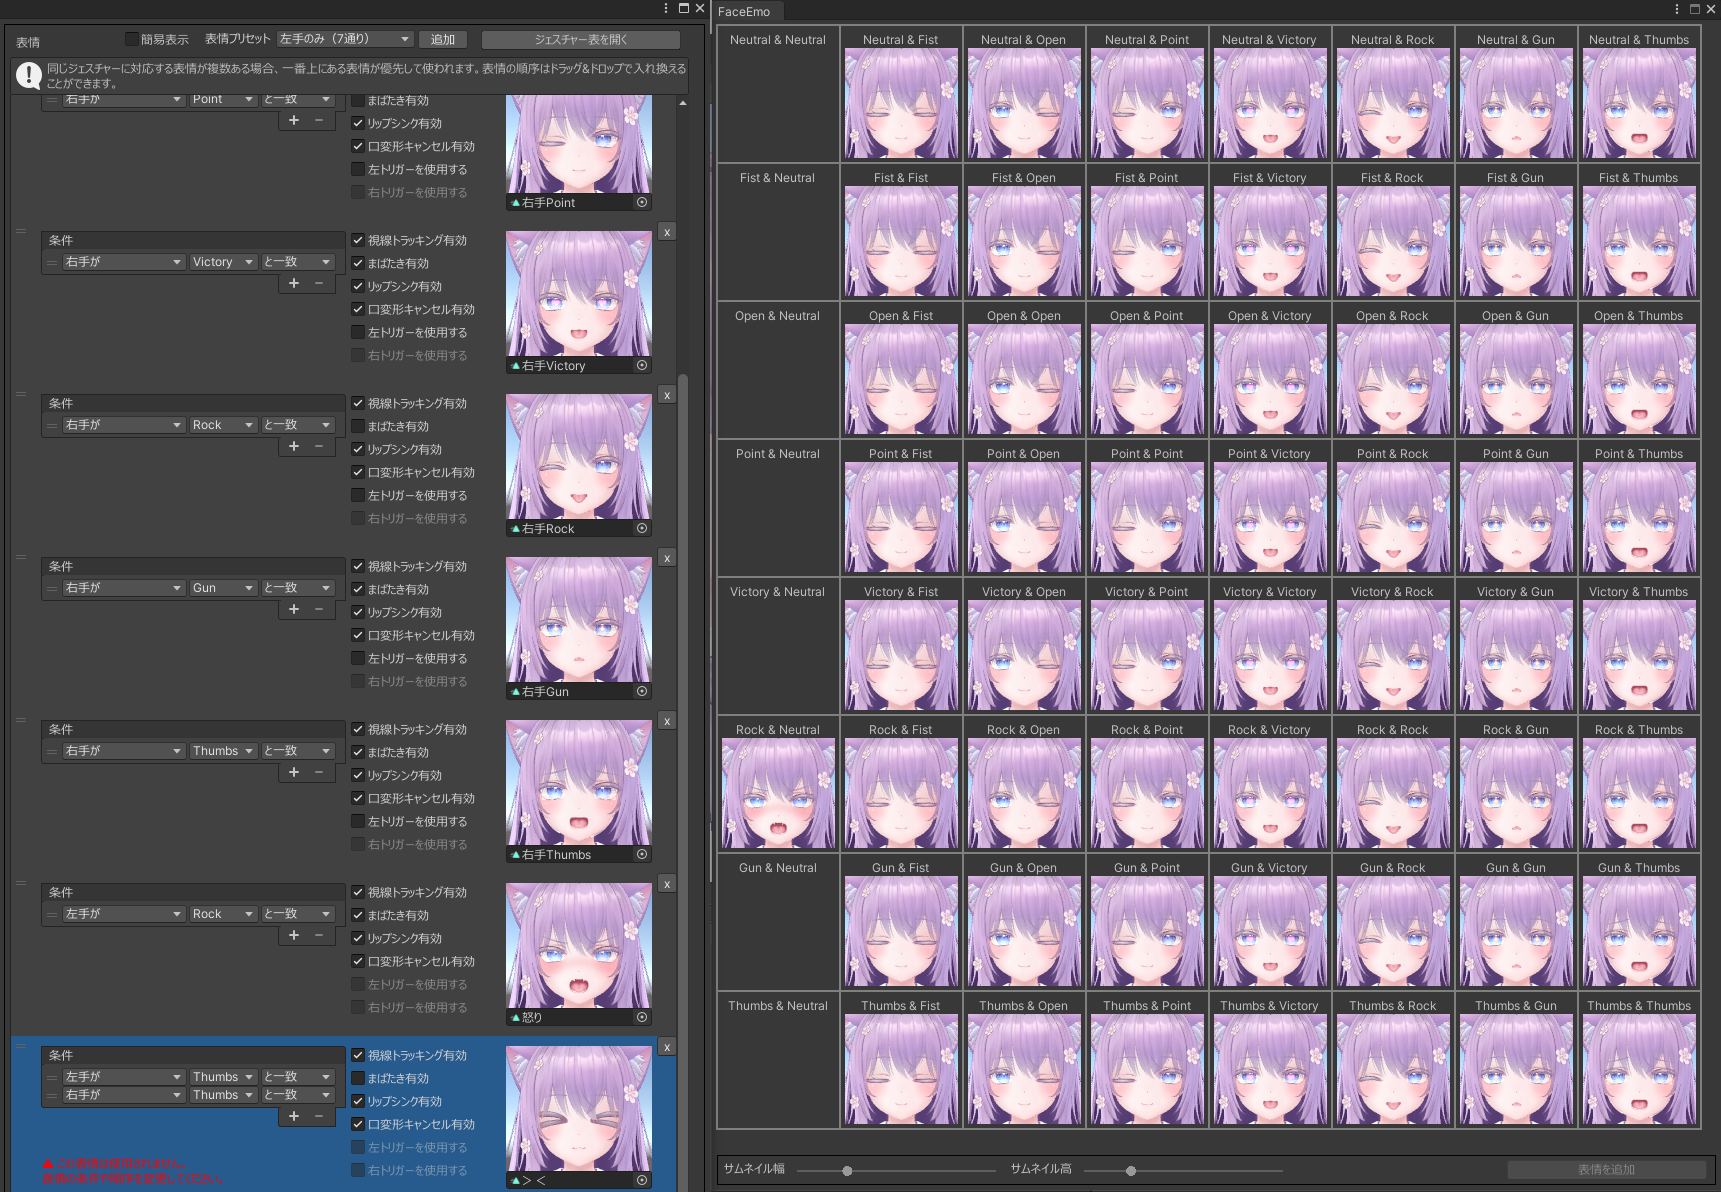 FaceEmo
表情
簡易表示
表情プリセット
左手のみ (7通り)
追加
ジェスチャー表を開く
同じジェスチャーに対応する表情が複数ある場合、一番上にある表情が優先して使われます。表情の順序はドラッグ&ドロップで入れ換える
ことができます。
右手が Point と一致
+ −
まばたき有効
リップシンク有効
口変形キャンセル有効
左トリガーを使用する
右トリガーを使用する
右手Point
x
条件
右手が Victory と一致
+ −
視線トラッキング有効
まばたき有効
リップシンク有効
口変形キャンセル有効
左トリガーを使用する
右トリガーを使用する
右手Victory
x
条件
右手が Rock と一致
+ −
視線トラッキング有効
まばたき有効
リップシンク有効
口変形キャンセル有効
左トリガーを使用する
右トリガーを使用する
右手Rock
x
条件
右手が Gun と一致
+ −
視線トラッキング有効
まばたき有効
リップシンク有効
口変形キャンセル有効
左トリガーを使用する
右トリガーを使用する
右手Gun
x
条件
右手が Thumbs と一致
+ −
視線トラッキング有効
まばたき有効
リップシンク有効
口変形キャンセル有効
左トリガーを使用する
右トリガーを使用する
右手Thumbs
x
条件
左手が Rock と一致
+ −
視線トラッキング有効
まばたき有効
リップシンク有効
口変形キャンセル有効
左トリガーを使用する
右トリガーを使用する
怒り
x
条件
左手が Thumbs と一致
右手が Thumbs と一致
+ −
視線トラッキング有効
まばたき有効
リップシンク有効
口変形キャンセル有効
左トリガーを使用する
右トリガーを使用する
＞＜
Neutral & Neutral Neutral & Fist Neutral & Open Neutral & Point Neutral & Victory Neutral & Rock Neutral & Gun Neutral & Thumbs
Fist & Neutral Fist & Fist Fist & Open Fist & Point Fist & Victory Fist & Rock Fist & Gun Fist & Thumbs
Open & Neutral Open & Fist Open & Open Open & Point Open & Victory Open & Rock Open & Gun Open & Thumbs
Point & Neutral Point & Fist Point & Open Point & Point Point & Victory Point & Rock Point & Gun Point & Thumbs
Victory & Neutral Victory & Fist Victory & Open Victory & Point Victory & Victory Victory & Rock Victory & Gun Victory & Thumbs
Rock & Neutral Rock & Fist Rock & Open Rock & Point Rock & Victory Rock & Rock Rock & Gun Rock & Thumbs
Gun & Neutral Gun & Fist Gun & Open Gun & Point Gun & Victory Gun & Rock Gun & Gun Gun & Thumbs
Thumbs & Neutral Thumbs & Fist Thumbs & Open Thumbs & Point Thumbs & Victory Thumbs & Rock Thumbs & Gun Thumbs & Thumbs
サムネイル幅
サムネイル高
表情を追加